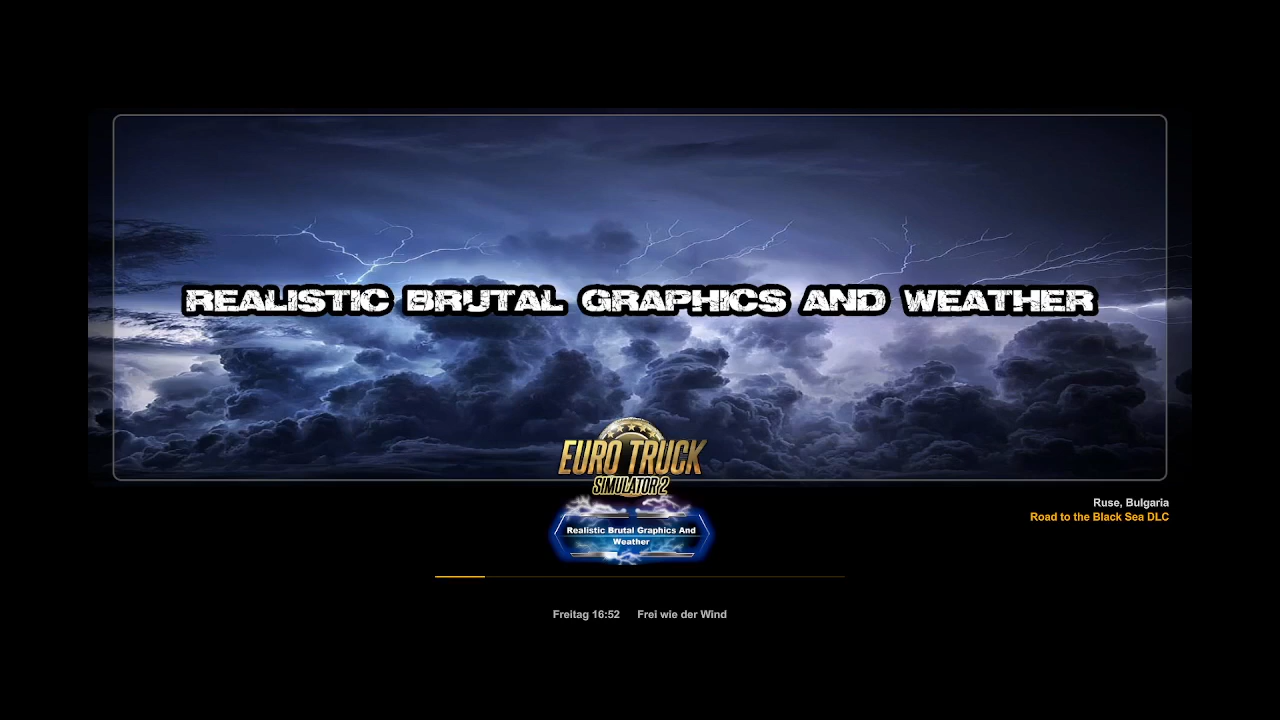 REALISTIC BRUTAL GRAPHICS AND WEATHER
EURO TRUCK
SIMULATOR 2
Realistic Brutal Graphics And
Weather
Ruse, Bulgaria
Road to the Black Sea DLC
Freitag 16:52 Frei wie der Wind